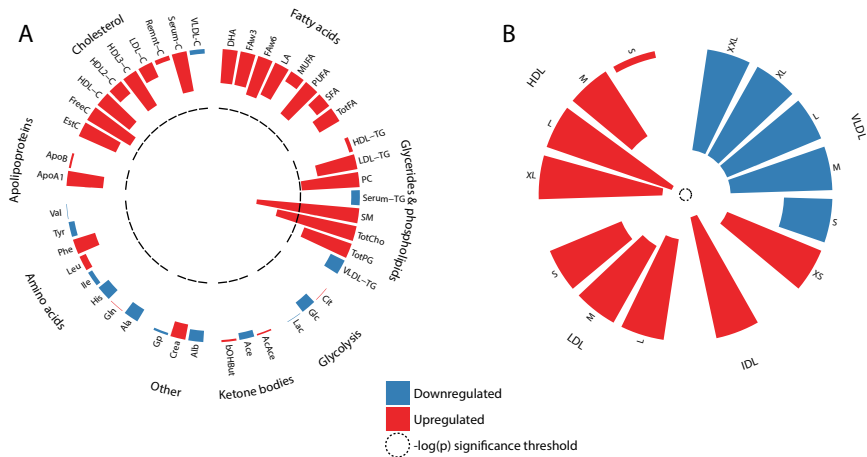 A
Cholesterol
Fatty acids
Glycerides & phospholipids
Glycolysis
Ketone bodies
Other
Amino acids
Apolipoproteins
EstC
FreeC
HDL-C
HDL2-C
HDL3-C
LDL-C
Remnt-C
Serum-C
VLDL-C
DHA
FAw3
FAw6
LA
MUFA
PUFA
SFA
TotFA
HDL-TG
LDL-TG
PC
Serum-TG
SM
TotCho
TotPG
VLDL-TG
Cit
Glc
Lac
AcAce
Ace
bOHBut
Alb
Crea
Gp
Ala
Gln
His
Ile
Leu
Phe
Tyr
Val
ApoA1
ApoB
B
HDL
VLDL
IDL
LDL
XL
L
M
S
XXL
XL
L
M
S
XS
L
M
S
Downregulated
Upregulated
-log(p) significance threshold